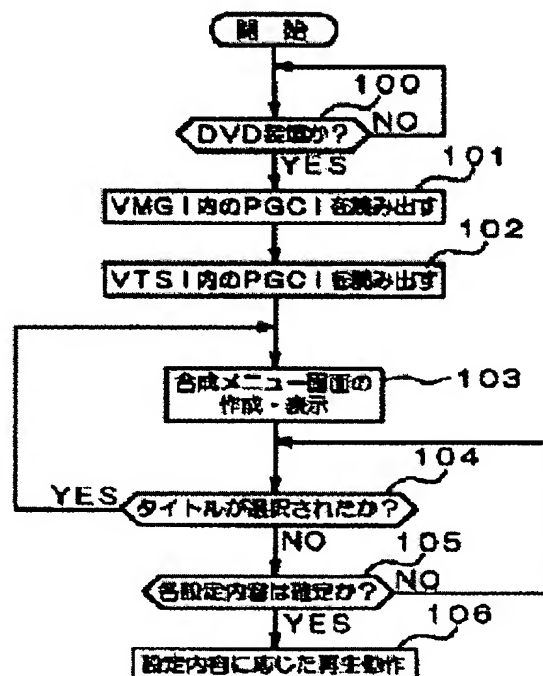 開 始
100
DVD装填か?
NO
YES
101
VMGI内のPGCIを読み出す
102
VTSI内のPGCIを読み出す
合成メニュー画面の
作成・表示
103
104
YES
タイトルが選択されたか?
NO
105
各設定内容は確定か?
NO
YES
106
設定内容に応じた再生動作